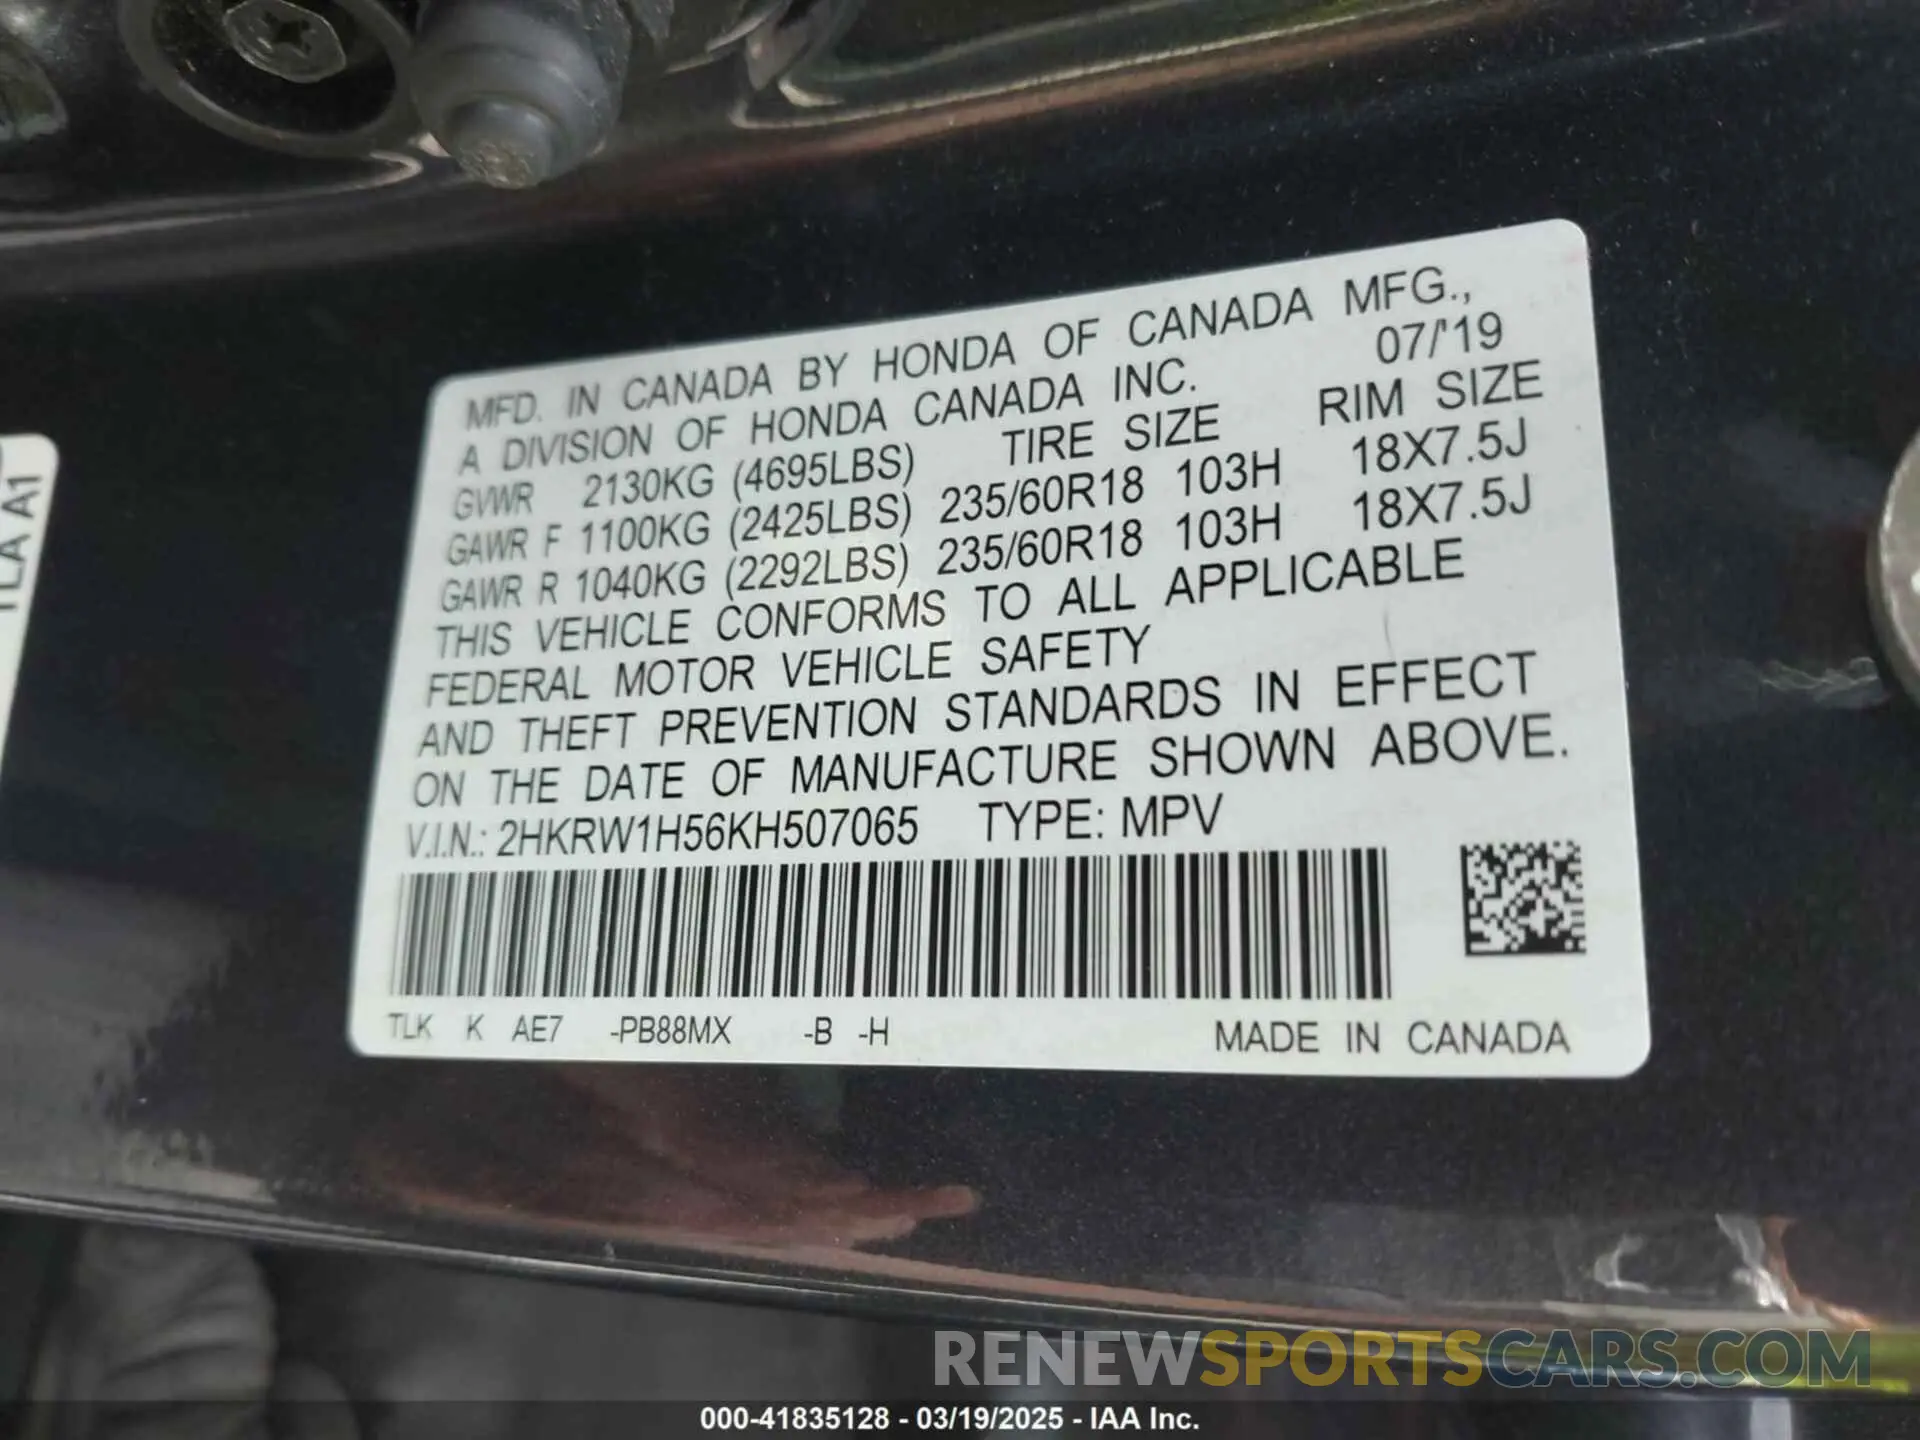 MFD. IN CANADA BY HONDA OF CANADA MFG.,
A DIVISION OF HONDA CANADA INC. 07/'19
GVWR 2130KG (4695LBS) TIRE SIZE RIM SIZE
GAWR F 1100KG (2425LBS) 235/60R18 103H 18X7.5J
GAWR R 1040KG (2292LBS) 235/60R18 103H 18X7.5J
THIS VEHICLE CONFORMS TO ALL APPLICABLE
FEDERAL MOTOR VEHICLE SAFETY
AND THEFT PREVENTION STANDARDS IN EFFECT
ON THE DATE OF MANUFACTURE SHOWN ABOVE.
V.I.N.: 2HKRW1H56KH507065 TYPE: MPV
TLK K AE7 -PB88MX -B -H MADE IN CANADA
TLA A1
RENEWSPORTSCARS.COM
000-41835128 - 03/19/2025 - IAA Inc.